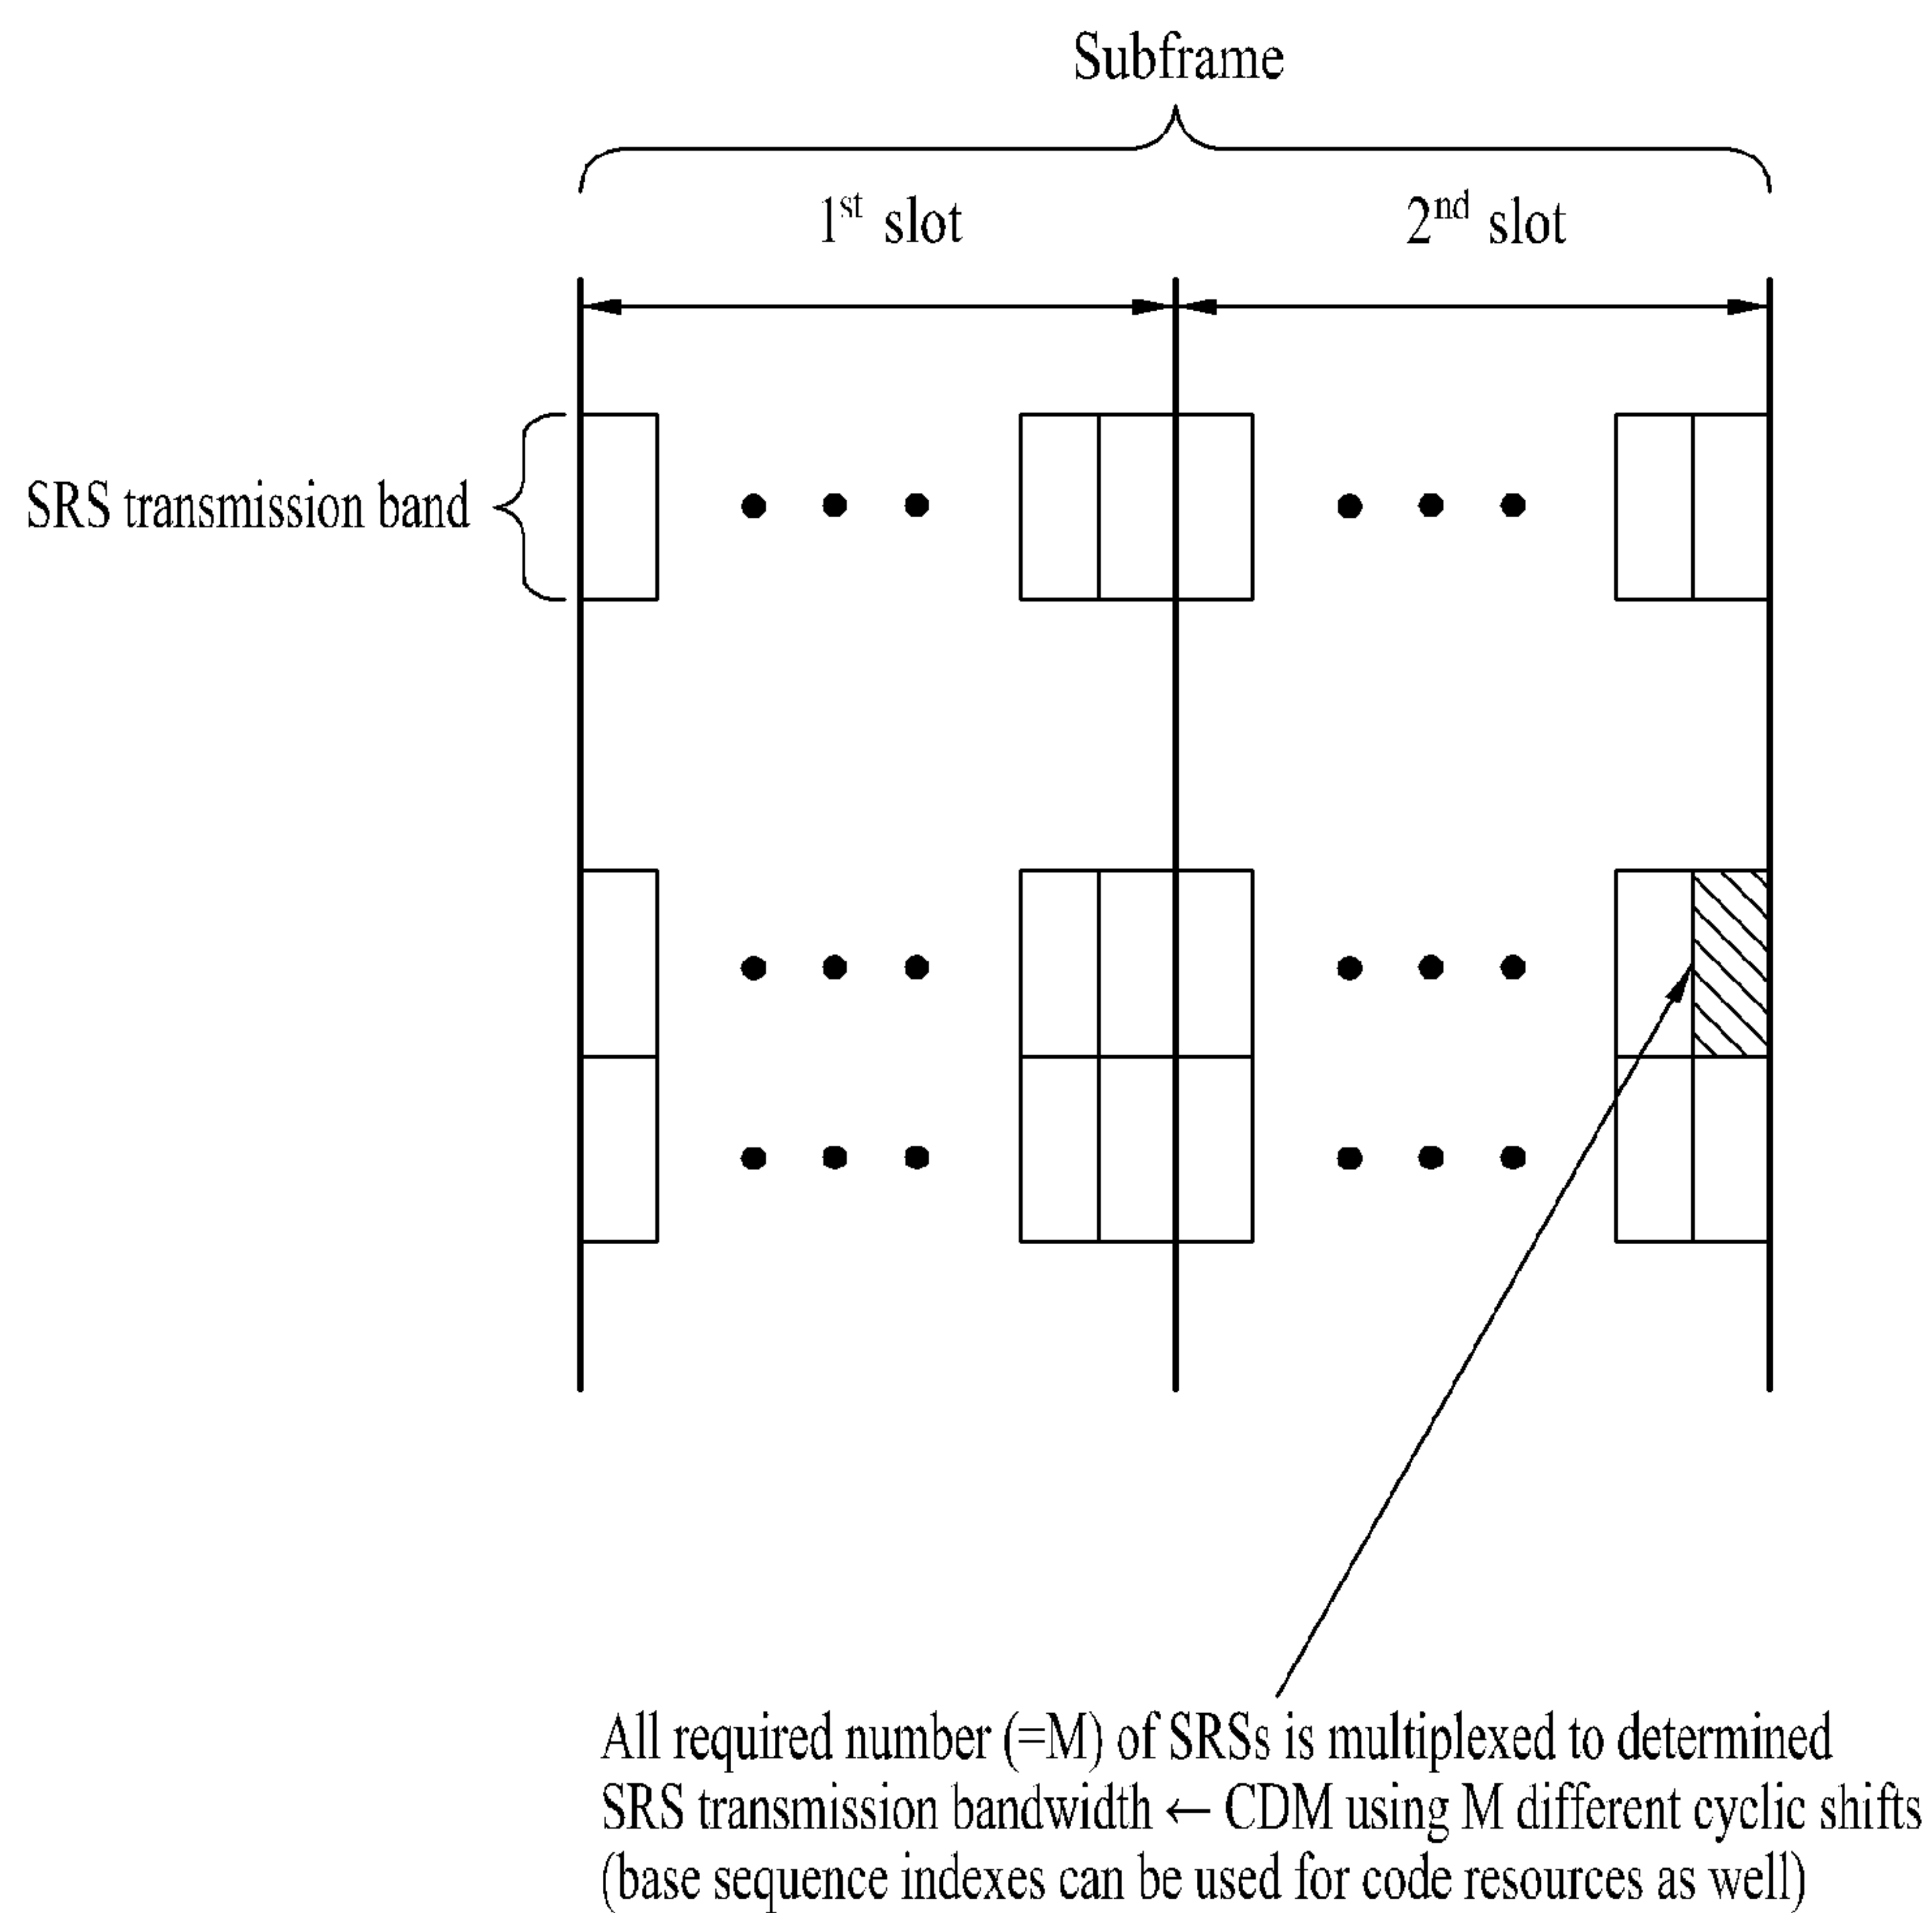 Subframe
1st slot
2nd slot
SRS transmission band
All required number (=M) of SRSs is multiplexed to determined
SRS transmission bandwidth ← CDM using M different cyclic shifts
(base sequence indexes can be used for code resources as well)